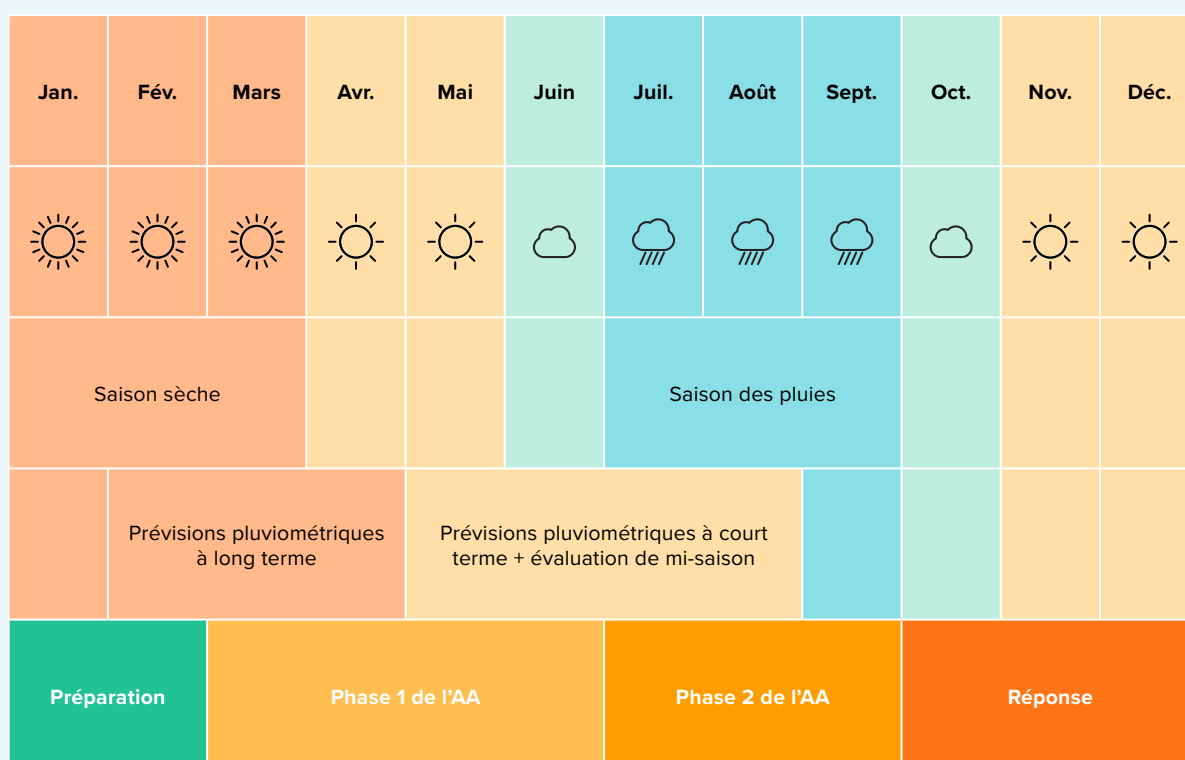 Jan. Fév. Mars Avr. Mai Juin Juil. Août Sept. Oct. Nov. Déc.
Saison sèche
Saison des pluies
Prévisions pluviométriques
à long terme
Prévisions pluviométriques à court
terme + évaluation de mi-saison
Préparation
Phase 1 de l’AA
Phase 2 de l’AA
Réponse